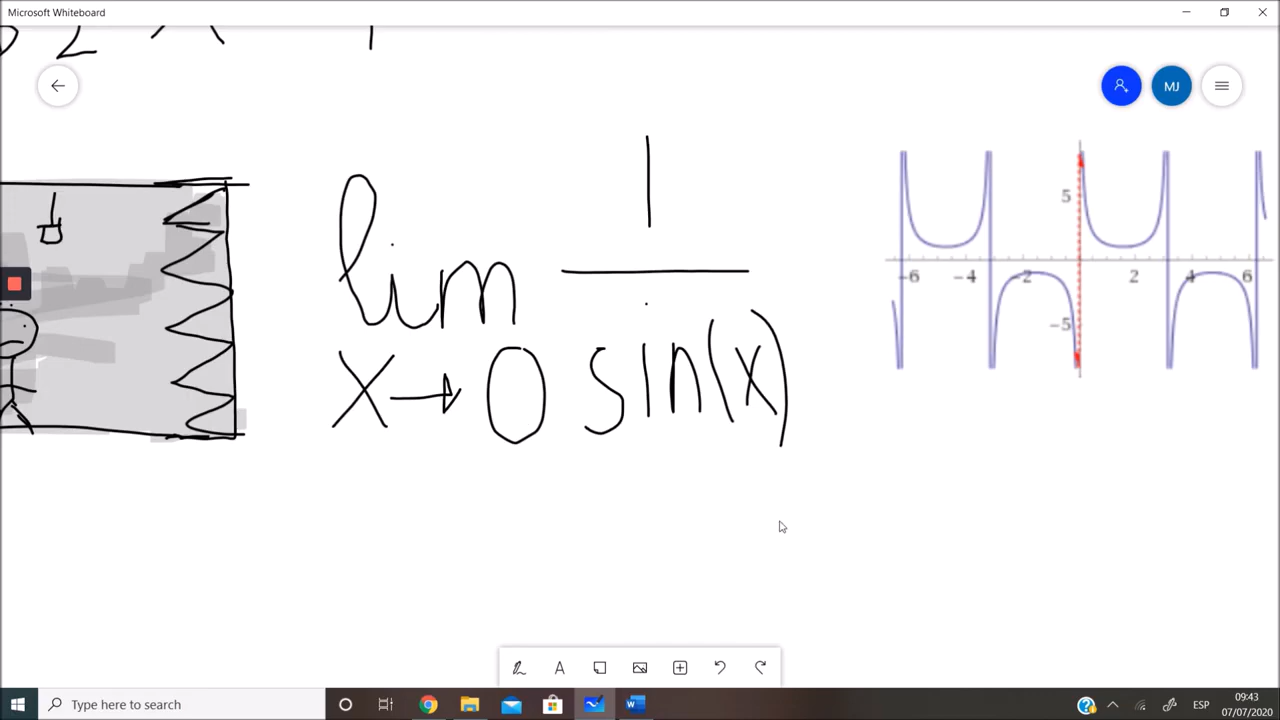 Microsoft Whiteboard
MJ
lim 1
x→0 sin(x)
5
-6 -4 -2 2 4 6
-5
A
Type here to search
ESP
09:43
07/07/2020